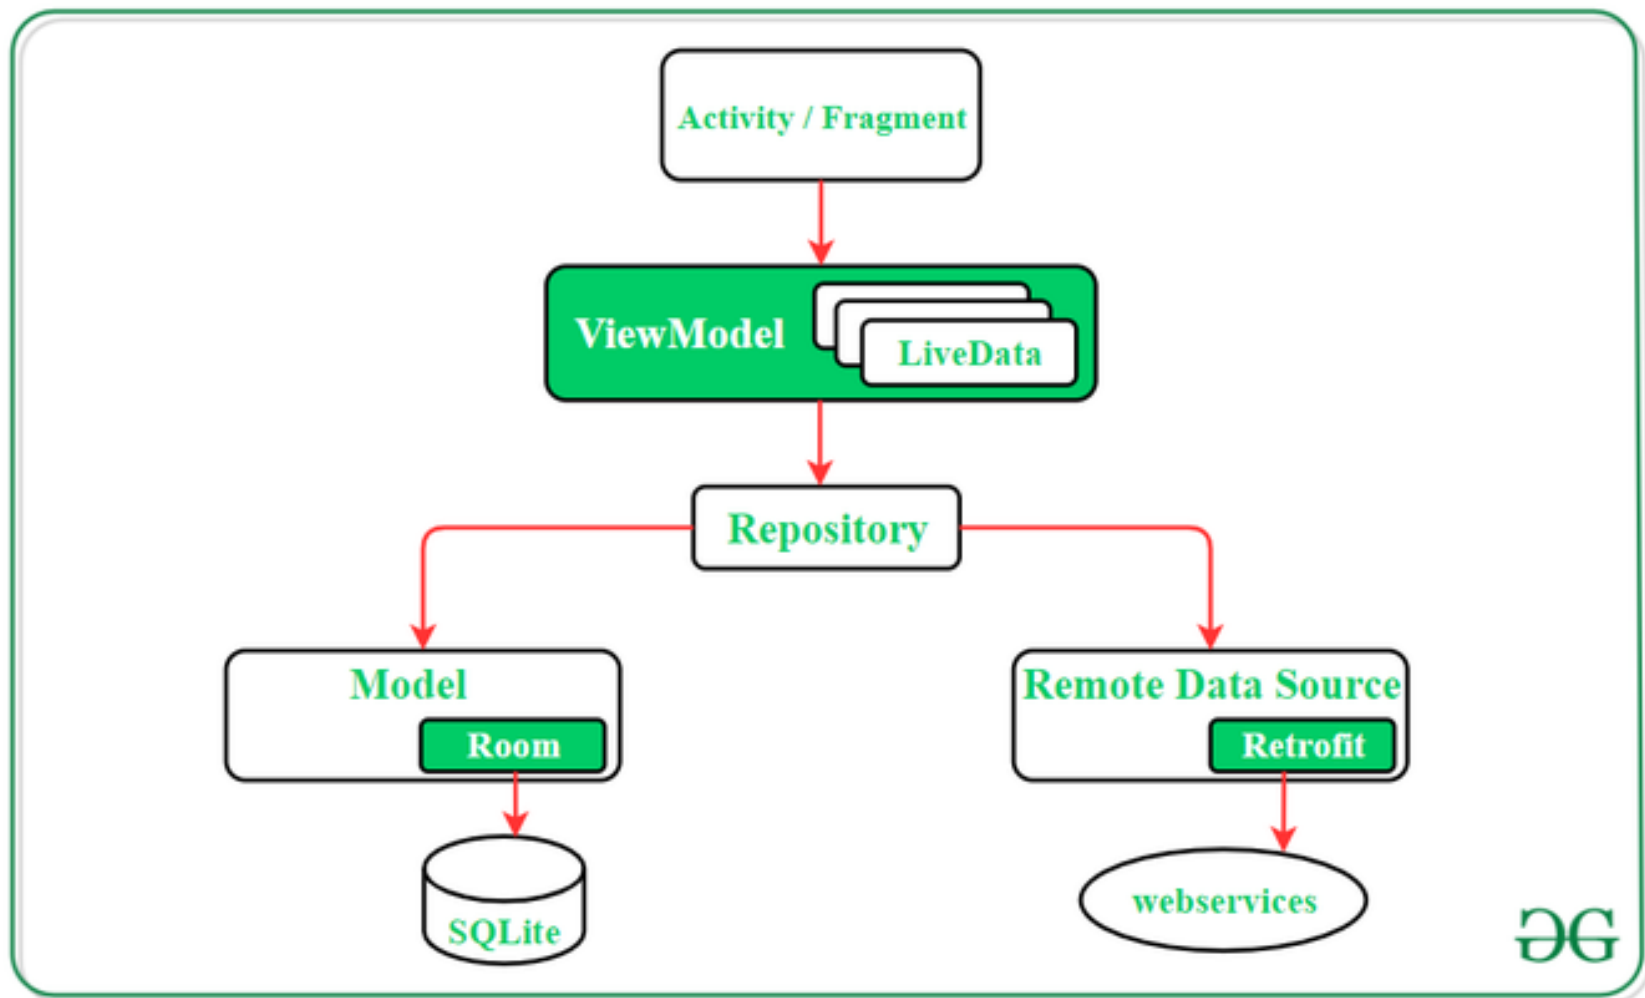 Activity / Fragment
ViewModel
LiveData
Repository
Model
Room
Remote Data Source
Retrofit
SQLite
webservices